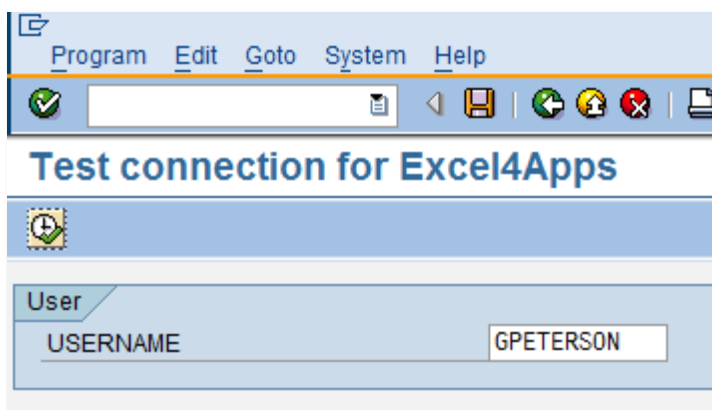 Program Edit Goto System Help
Test connection for Excel4Apps
User
USERNAME GPETERSON